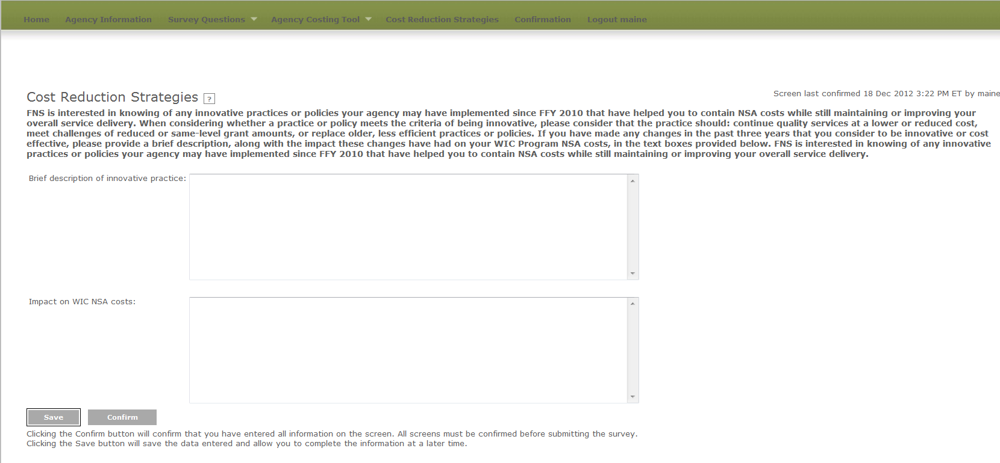 Home Agency Information Survey Questions Agency Costing Tool Cost Reduction Strategies Confirmation Logout maine
Screen last confirmed 18 Dec 2012 3:22 PM ET by maine
Cost Reduction Strategies ?
FNS is interested in knowing of any innovative practices or policies your agency may have implemented since FFY 2010 that have helped you to contain NSA costs while still maintaining or improving your
overall service delivery. When considering whether a practice or policy meets the criteria of being innovative, please consider that the practice should: continue quality services at a lower or reduced cost,
meet challenges of reduced or same-level grant amounts, or replace older, less efficient practices or policies. If you have made any changes in the past three years that you consider to be innovative or cost
effective, please provide a brief description, along with the impact these changes have had on your WIC Program NSA costs, in the text boxes provided below. FNS is interested in knowing of any innovative
practices or policies your agency may have implemented since FFY 2010 that have helped you to contain NSA costs while still maintaining or improving your overall service delivery.
Brief description of innovative practice:
Impact on WIC NSA costs:
Save Confirm
Clicking the Confirm button will confirm that you have entered all information on the screen. All screens must be confirmed before submitting the survey.
Clicking the Save button will save the data entered and allow you to complete the information at a later time.